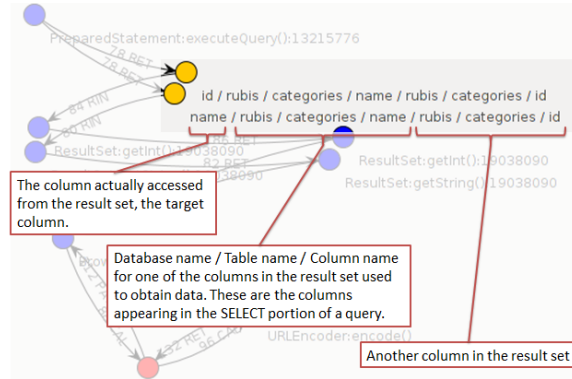 PreparedStatement:executeQuery():13215776
78 RET
78 RET
id / rubis / categories / name / rubis / categories / id
name / rubis / categories / name / rubis / categories / id
84 RIN
80 RIN
ResultSet:getInt():19038090
82 RET
ResultSet:getInt():19038090
ResultSet:getString():19038090
The column actually accessed
from the result set, the target
column.
Database name / Table name / Column name
for one of the columns in the result set used
to obtain data. These are the columns
appearing in the SELECT portion of a query.
URLEncoder:encode()
Another column in the result set